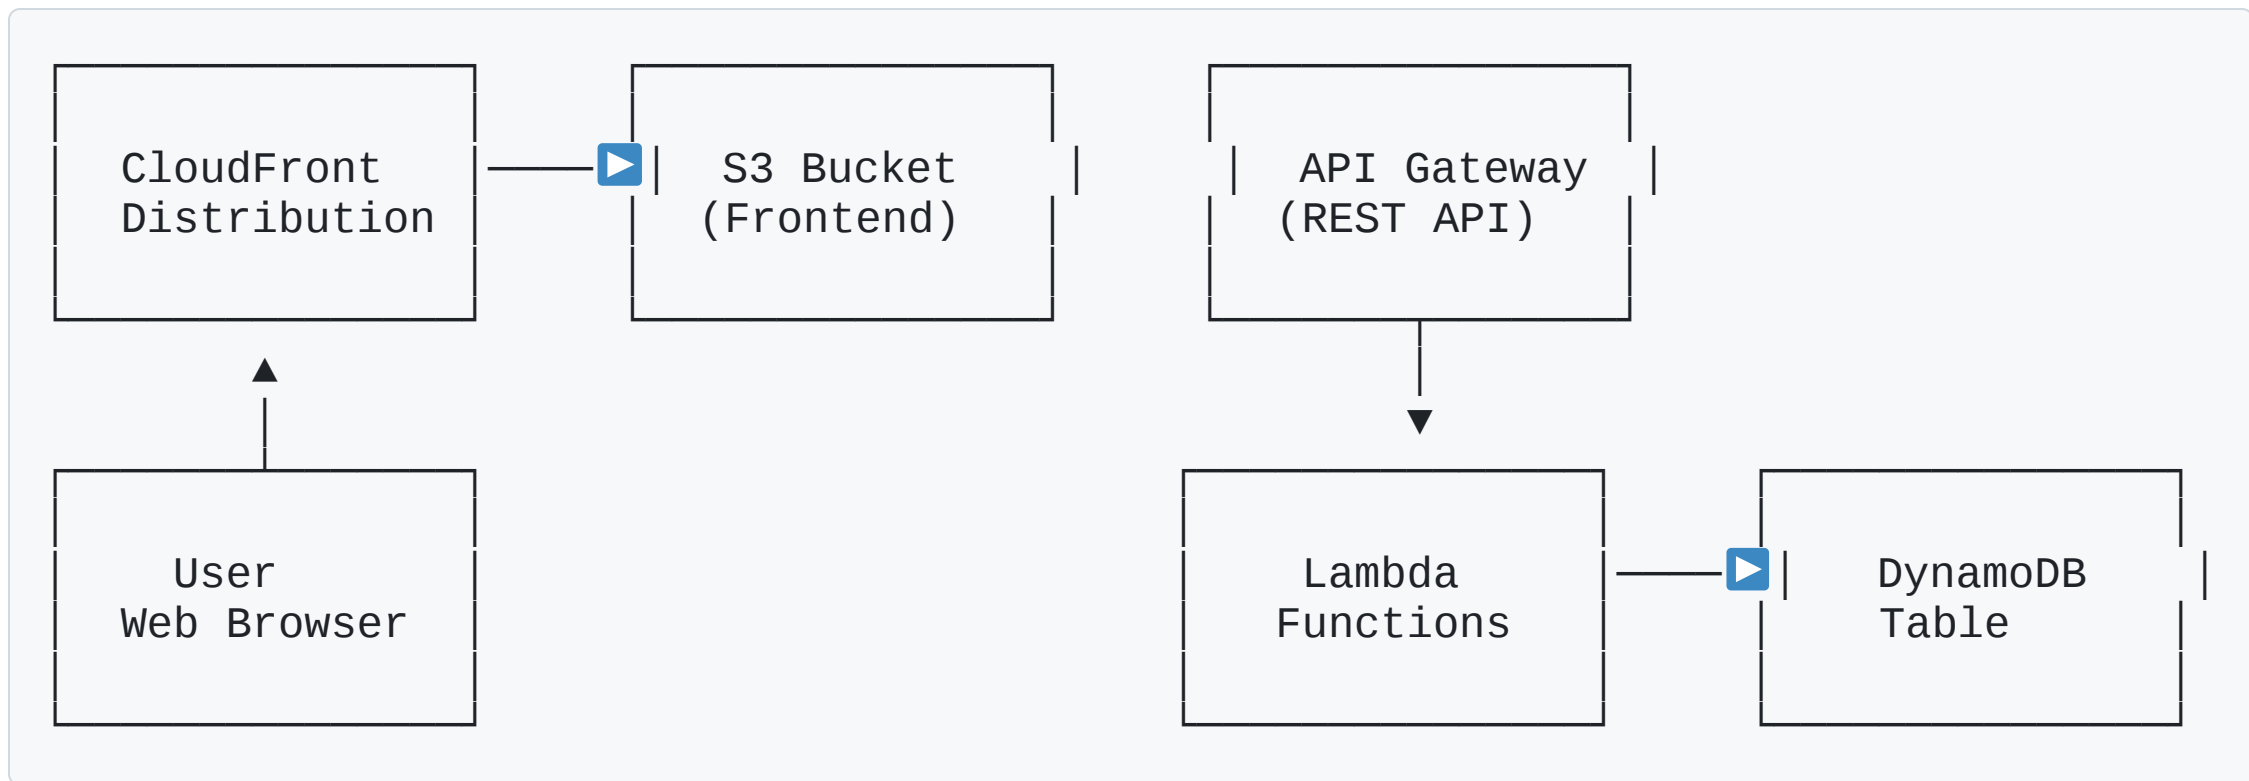 CloudFront
Distribution
S3 Bucket
(Frontend)
API Gateway
(REST API)
User
Web Browser
Lambda
Functions
DynamoDB
Table